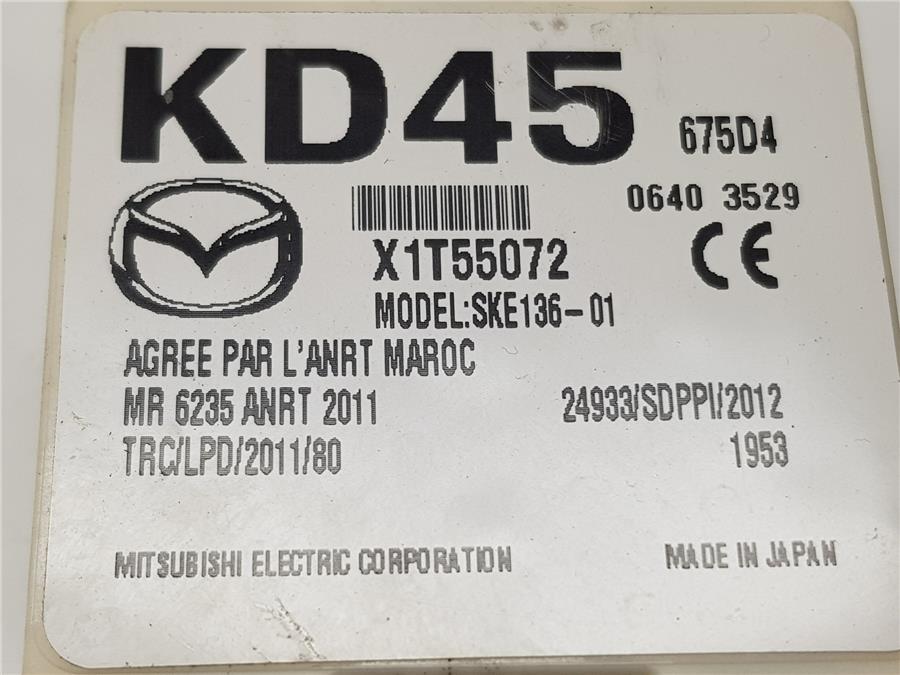 KD45 675D4
0640 3529
X1T55072
CE
MODEL:SKE136-01
AGREE PAR L'ANRT MAROC
MR 6235 ANRT 2011 24933/SDPPI/2012
TRC/LPD/2011/80 1953
MITSUBISHI ELECTRIC CORPORATION MADE IN JAPAN